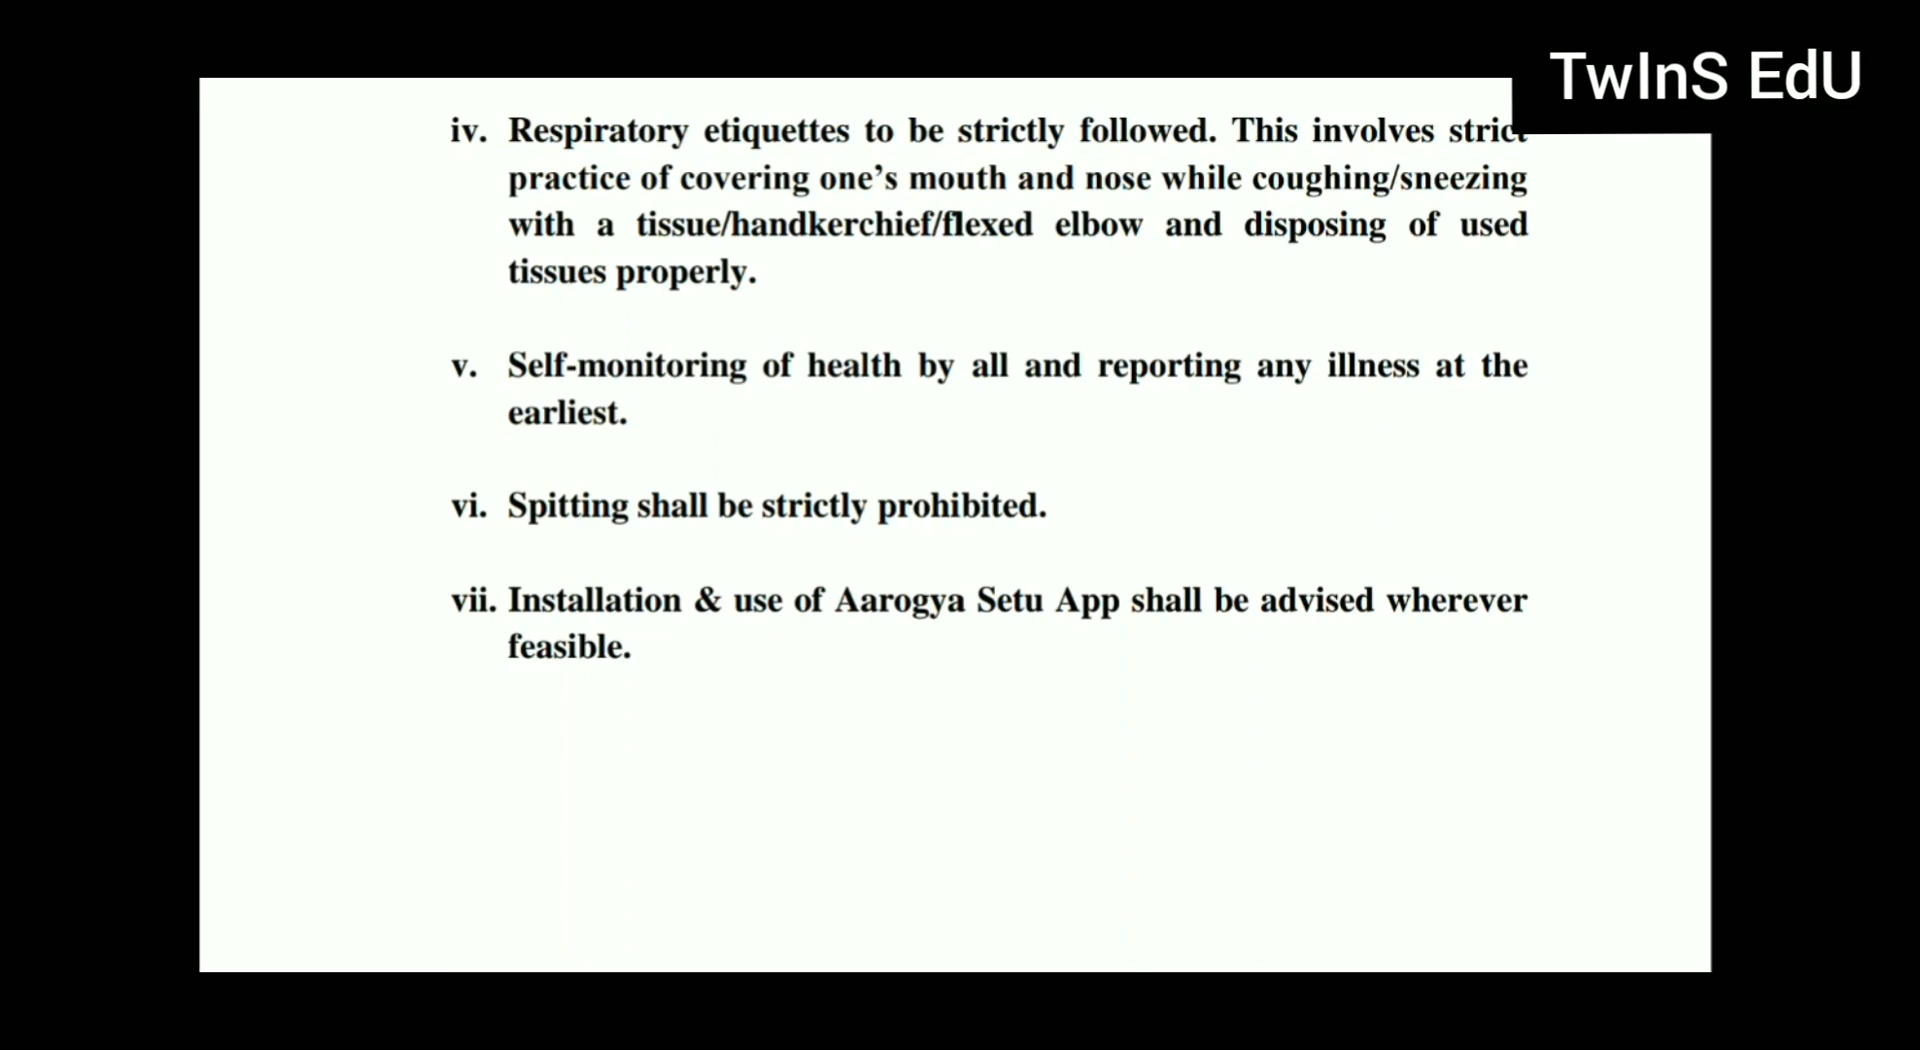 TwInS EdU
iv. Respiratory etiquettes to be strictly followed. This involves strict
practice of covering one’s mouth and nose while coughing/sneezing
with a tissue/handkerchief/flexed elbow and disposing of used
tissues properly.
v. Self-monitoring of health by all and reporting any illness at the
earliest.
vi. Spitting shall be strictly prohibited.
vii. Installation & use of Aarogya Setu App shall be advised wherever
feasible.